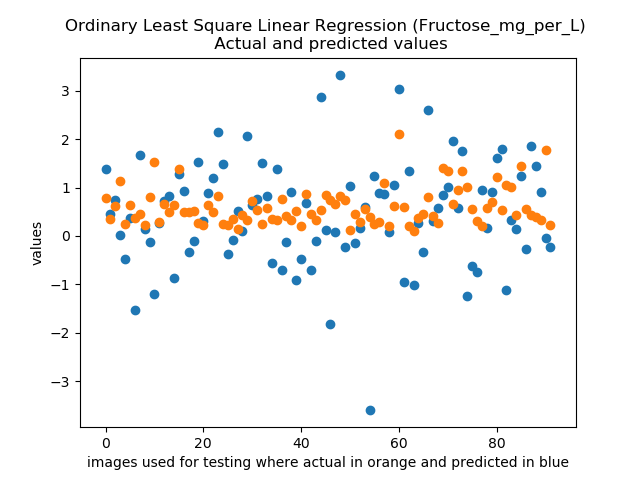 Ordinary Least Square Linear Regression (Fructose_mg_per_L)
Actual and predicted values
values
3
2
1
0
−1
−2
−3
0 20 40 60 80
images used for testing where actual in orange and predicted in blue